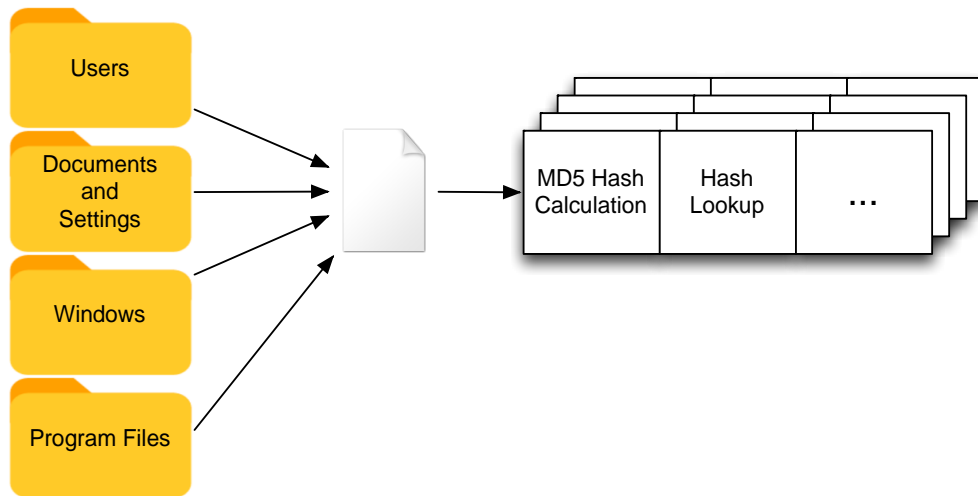 Users
Documents
and
Settings
Windows
Program Files
MD5 Hash
Calculation
Hash
Lookup
...